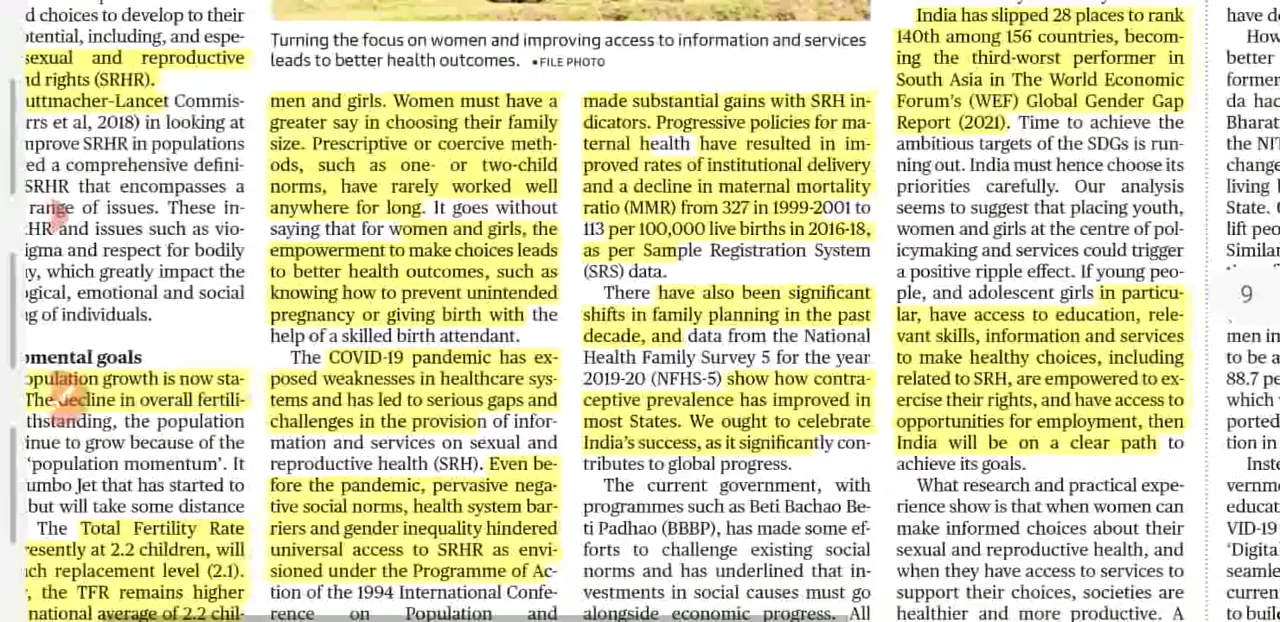 d choices to develop to their
otential, including, and espe-
sexual and reproductive
nd rights (SRHR).
uttmacher-Lancet Commis-
rrs et al, 2018) in looking at
mprove SRHR in populations
ed a comprehensive defini-
SRHR that encompasses a
range of issues. These in-
HR and issues such as vio-
igma and respect for bodily
y, which greatly impact the
ogical, emotional and social
ng of individuals.
pmental goals
opulation growth is now sta-
The decline in overall fertili-
thstanding, the population
inue to grow because of the
'population momentum'. It
umbo Jet that has started to
but will take some distance
The Total Fertility Rate
resently at 2.2 children, will
ch replacement level (2.1).
, the TFR remains higher
national average of 2.2 chil-
Turning the focus on women and improving access to information and services
leads to better health outcomes. •FILE PHOTO
men and girls. Women must have a
greater say in choosing their family
size. Prescriptive or coercive meth-
ods, such as one- or two-child
norms, have rarely worked well
anywhere for long. It goes without
saying that for women and girls, the
empowerment to make choices leads
to better health outcomes, such as
knowing how to prevent unintended
pregnancy or giving birth with the
help of a skilled birth attendant.
The COVID-19 pandemic has ex-
posed weaknesses in healthcare sys-
tems and has led to serious gaps and
challenges in the provision of infor-
mation and services on sexual and
reproductive health (SRH). Even be-
fore the pandemic, pervasive nega-
tive social norms, health system bar-
riers and gender inequality hindered
universal access to SRHR as envi-
sioned under the Programme of Ac-
tion of the 1994 International Confe-
rence on Population and
made substantial gains with SRH in-
dicators. Progressive policies for ma-
ternal health have resulted in im-
proved rates of institutional delivery
and a decline in maternal mortality
ratio (MMR) from 327 in 1999-2001 to
113 per 100,000 live births in 2016-18,
as per Sample Registration System
(SRS) data.
There have also been significant
shifts in family planning in the past
decade, and data from the National
Health Family Survey 5 for the year
2019-20 (NFHS-5) show how contra-
ceptive prevalence has improved in
most States. We ought to celebrate
India's success, as it significantly con-
tributes to global progress.
The current government, with
programmes such as Beti Bachao Be-
ti Padhao (BBBP), has made some ef-
forts to challenge existing social
norms and has underlined that in-
vestments in social causes must go
alongside economic progress. All
India has slipped 28 places to rank
140th among 156 countries, becom-
ing the third-worst performer in
South Asia in The World Economic
Forum's (WEF) Global Gender Gap
Report (2021). Time to achieve the
ambitious targets of the SDGs is run-
ning out. India must hence choose its
priorities carefully. Our analysis
seems to suggest that placing youth,
women and girls at the centre of pol-
icymaking and services could trigger
a positive ripple effect. If young peo-
ple, and adolescent girls in particu-
lar, have access to education, rele-
vant skills, information and services
to make healthy choices, including
related to SRH, are empowered to ex-
ercise their rights, and have access to
opportunities for employment, then
India will be on a clear path to
achieve its goals.
What research and practical expe-
rience show is that when women can
make informed choices about their
sexual and reproductive health, and
when they have access to services to
support their choices, societies are
healthier and more productive. A
have de
How
better
former
da hac
Bharat
the NI
change
living
State. 
lift peo
Similar
9
men in
to be a
88.7 pe
which
ported
tion in
Inste
vernme
educat
VID-19
'Digita
seamle
current
to buil